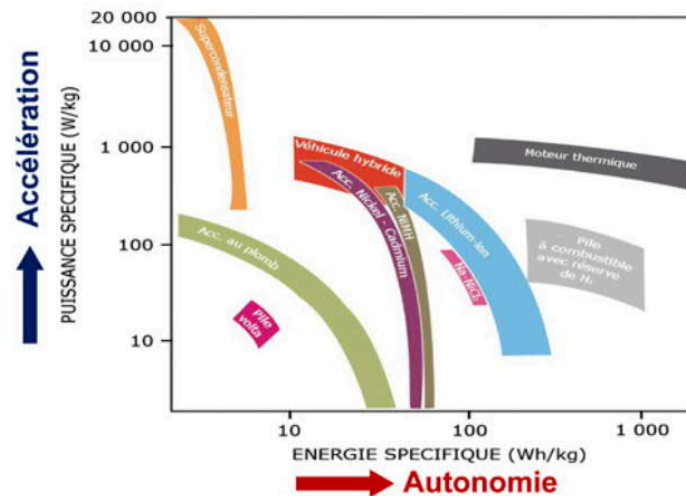 Accélération
PUISSANCE SPECIFIQUE (W/kg)
20 000
10 000
1 000
100
10
Supercondensateur
Véhicule hybride
Acc. Nickel - Cadmium
Acc. NiMH
Acc. Lithium-ion
Na-NiCl₂
Moteur thermique
Pile
à combustible
avec réserve
de H₂
Acc. au plomb
Pile
volta
10
100
1 000
ENERGIE SPECIFIQUE (Wh/kg)
Autonomie